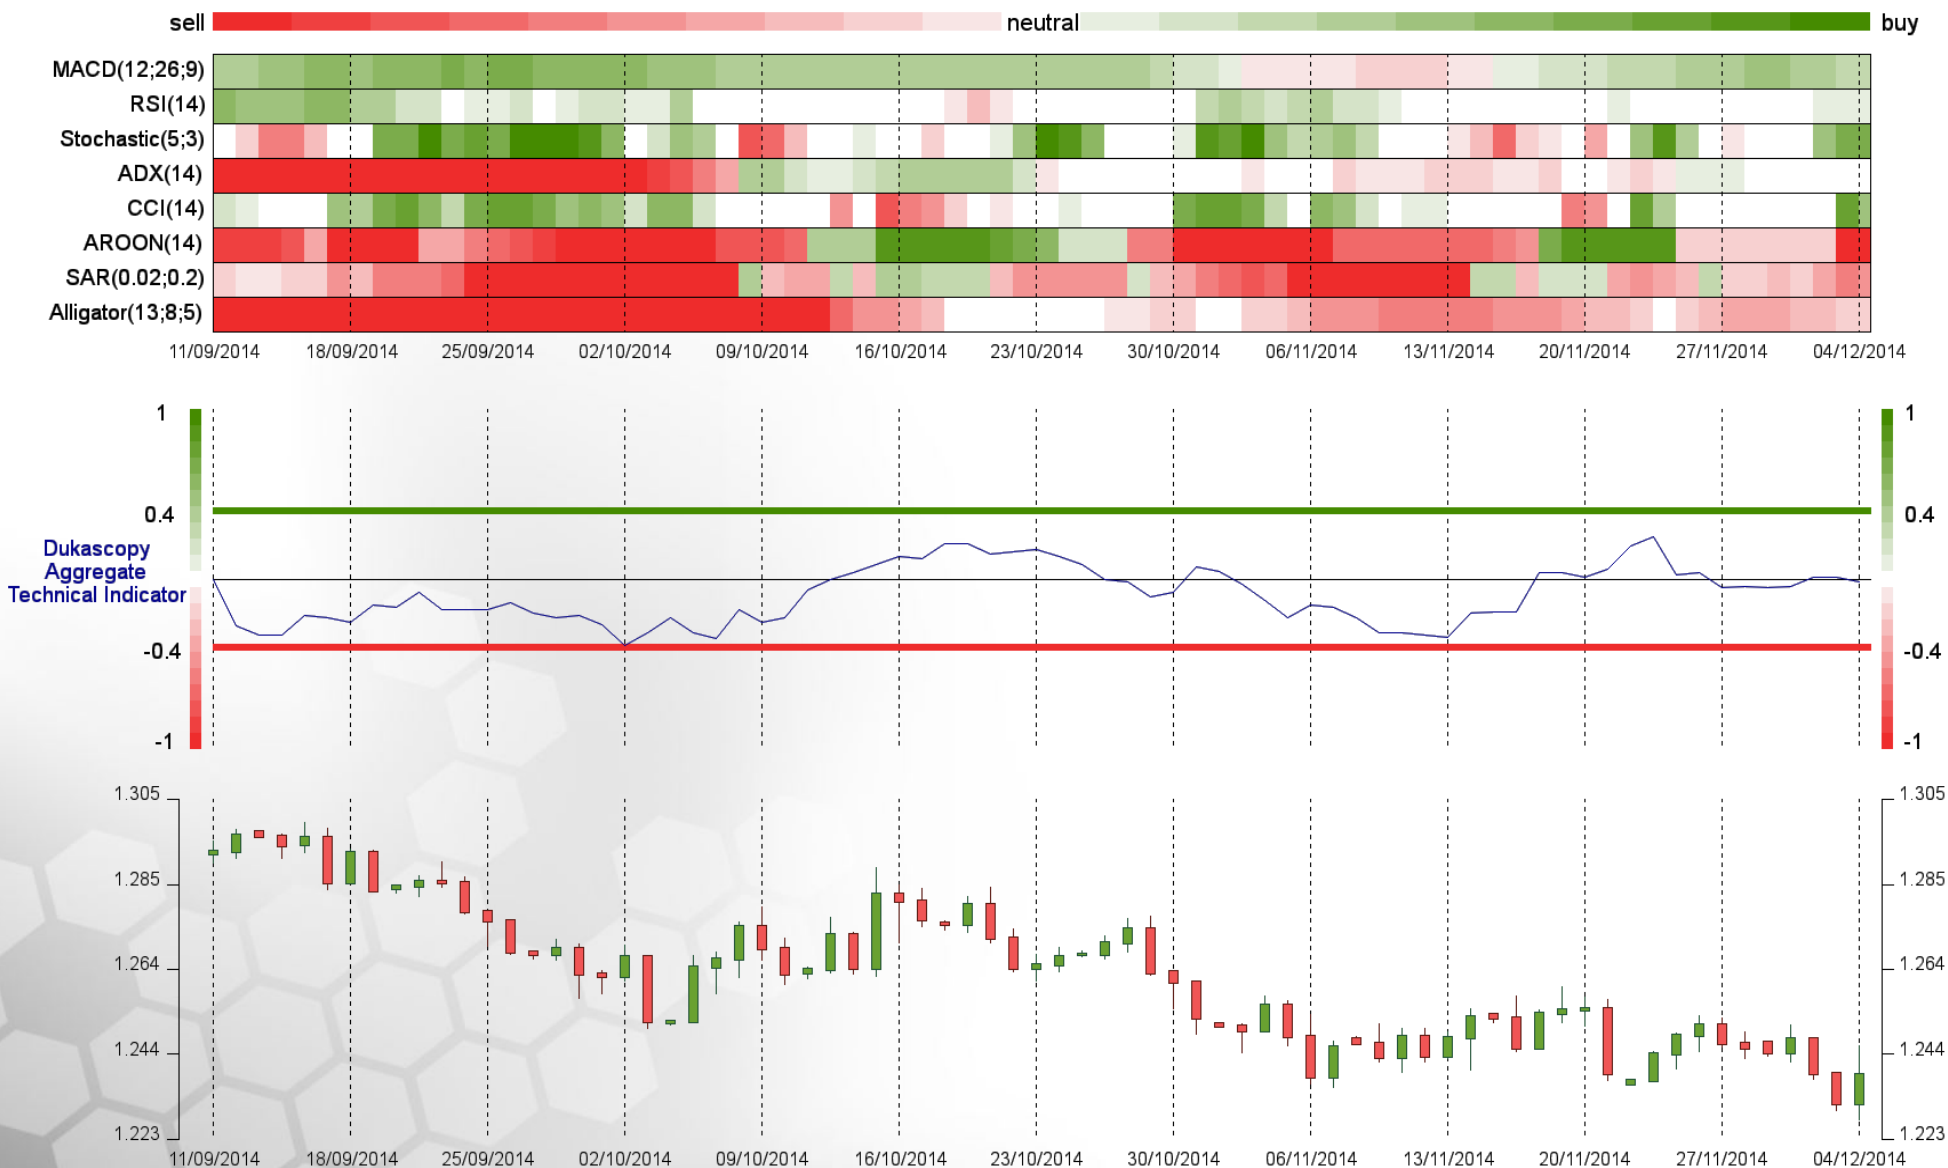 sell neutral buy
MACD(12;26;9)
RSI(14)
Stochastic(5;3)
ADX(14)
CCI(14)
AROON(14)
SAR(0.02;0.2)
Alligator(13;8;5)
11/09/2014 18/09/2014 25/09/2014 02/10/2014 09/10/2014 16/10/2014 23/10/2014 30/10/2014 06/11/2014 13/11/2014 20/11/2014 27/11/2014 04/12/2014
1 1
0.4 0.4
Dukascopy
Aggregate
Technical Indicator
-0.4 -0.4
-1 -1
1.305 1.305
1.285 1.285
1.264 1.264
1.244 1.244
1.223 1.223
11/09/2014 18/09/2014 25/09/2014 02/10/2014 09/10/2014 16/10/2014 23/10/2014 30/10/2014 06/11/2014 13/11/2014 20/11/2014 27/11/2014 04/12/2014